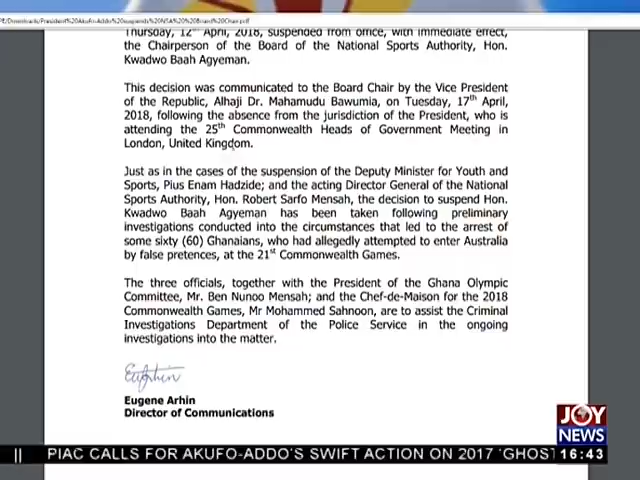 President Akufo-Addo%20suspends%20NSA%20Board%20Chair.pdf
Thursday, 12th April, 2018, suspended from office, with immediate effect,
the Chairperson of the Board of the National Sports Authority, Hon.
Kwadwo Baah Agyeman.
This decision was communicated to the Board Chair by the Vice President
of the Republic, Alhaji Dr. Mahamudu Bawumia, on Tuesday, 17th April,
2018, following the absence from the jurisdiction of the President, who is
attending the 25th Commonwealth Heads of Government Meeting in
London, United Kingdom.
Just as in the cases of the suspension of the Deputy Minister for Youth and
Sports, Pius Enam Hadzide; and the acting Director General of the National
Sports Authority, Hon. Robert Sarfo Mensah, the decision to suspend Hon.
Kwadwo Baah Agyeman has been taken following preliminary
investigations conducted into the circumstances that led to the arrest of
some sixty (60) Ghanaians, who had allegedly attempted to enter Australia
by false pretences, at the 21st Commonwealth Games.
The three officials, together with the President of the Ghana Olympic
Committee, Mr. Ben Nunoo Mensah; and the Chef-de-Maison for the 2018
Commonwealth Games, Mr Mohammed Sahnoon, are to assist the Criminal
Investigations Department of the Police Service in the ongoing
investigations into the matter.
Eugene Arhin
Director of Communications
JOY
NEWS
16:43
PIAC CALLS FOR AKUFO-ADDO'S SWIFT ACTION ON 2017 'GHOST